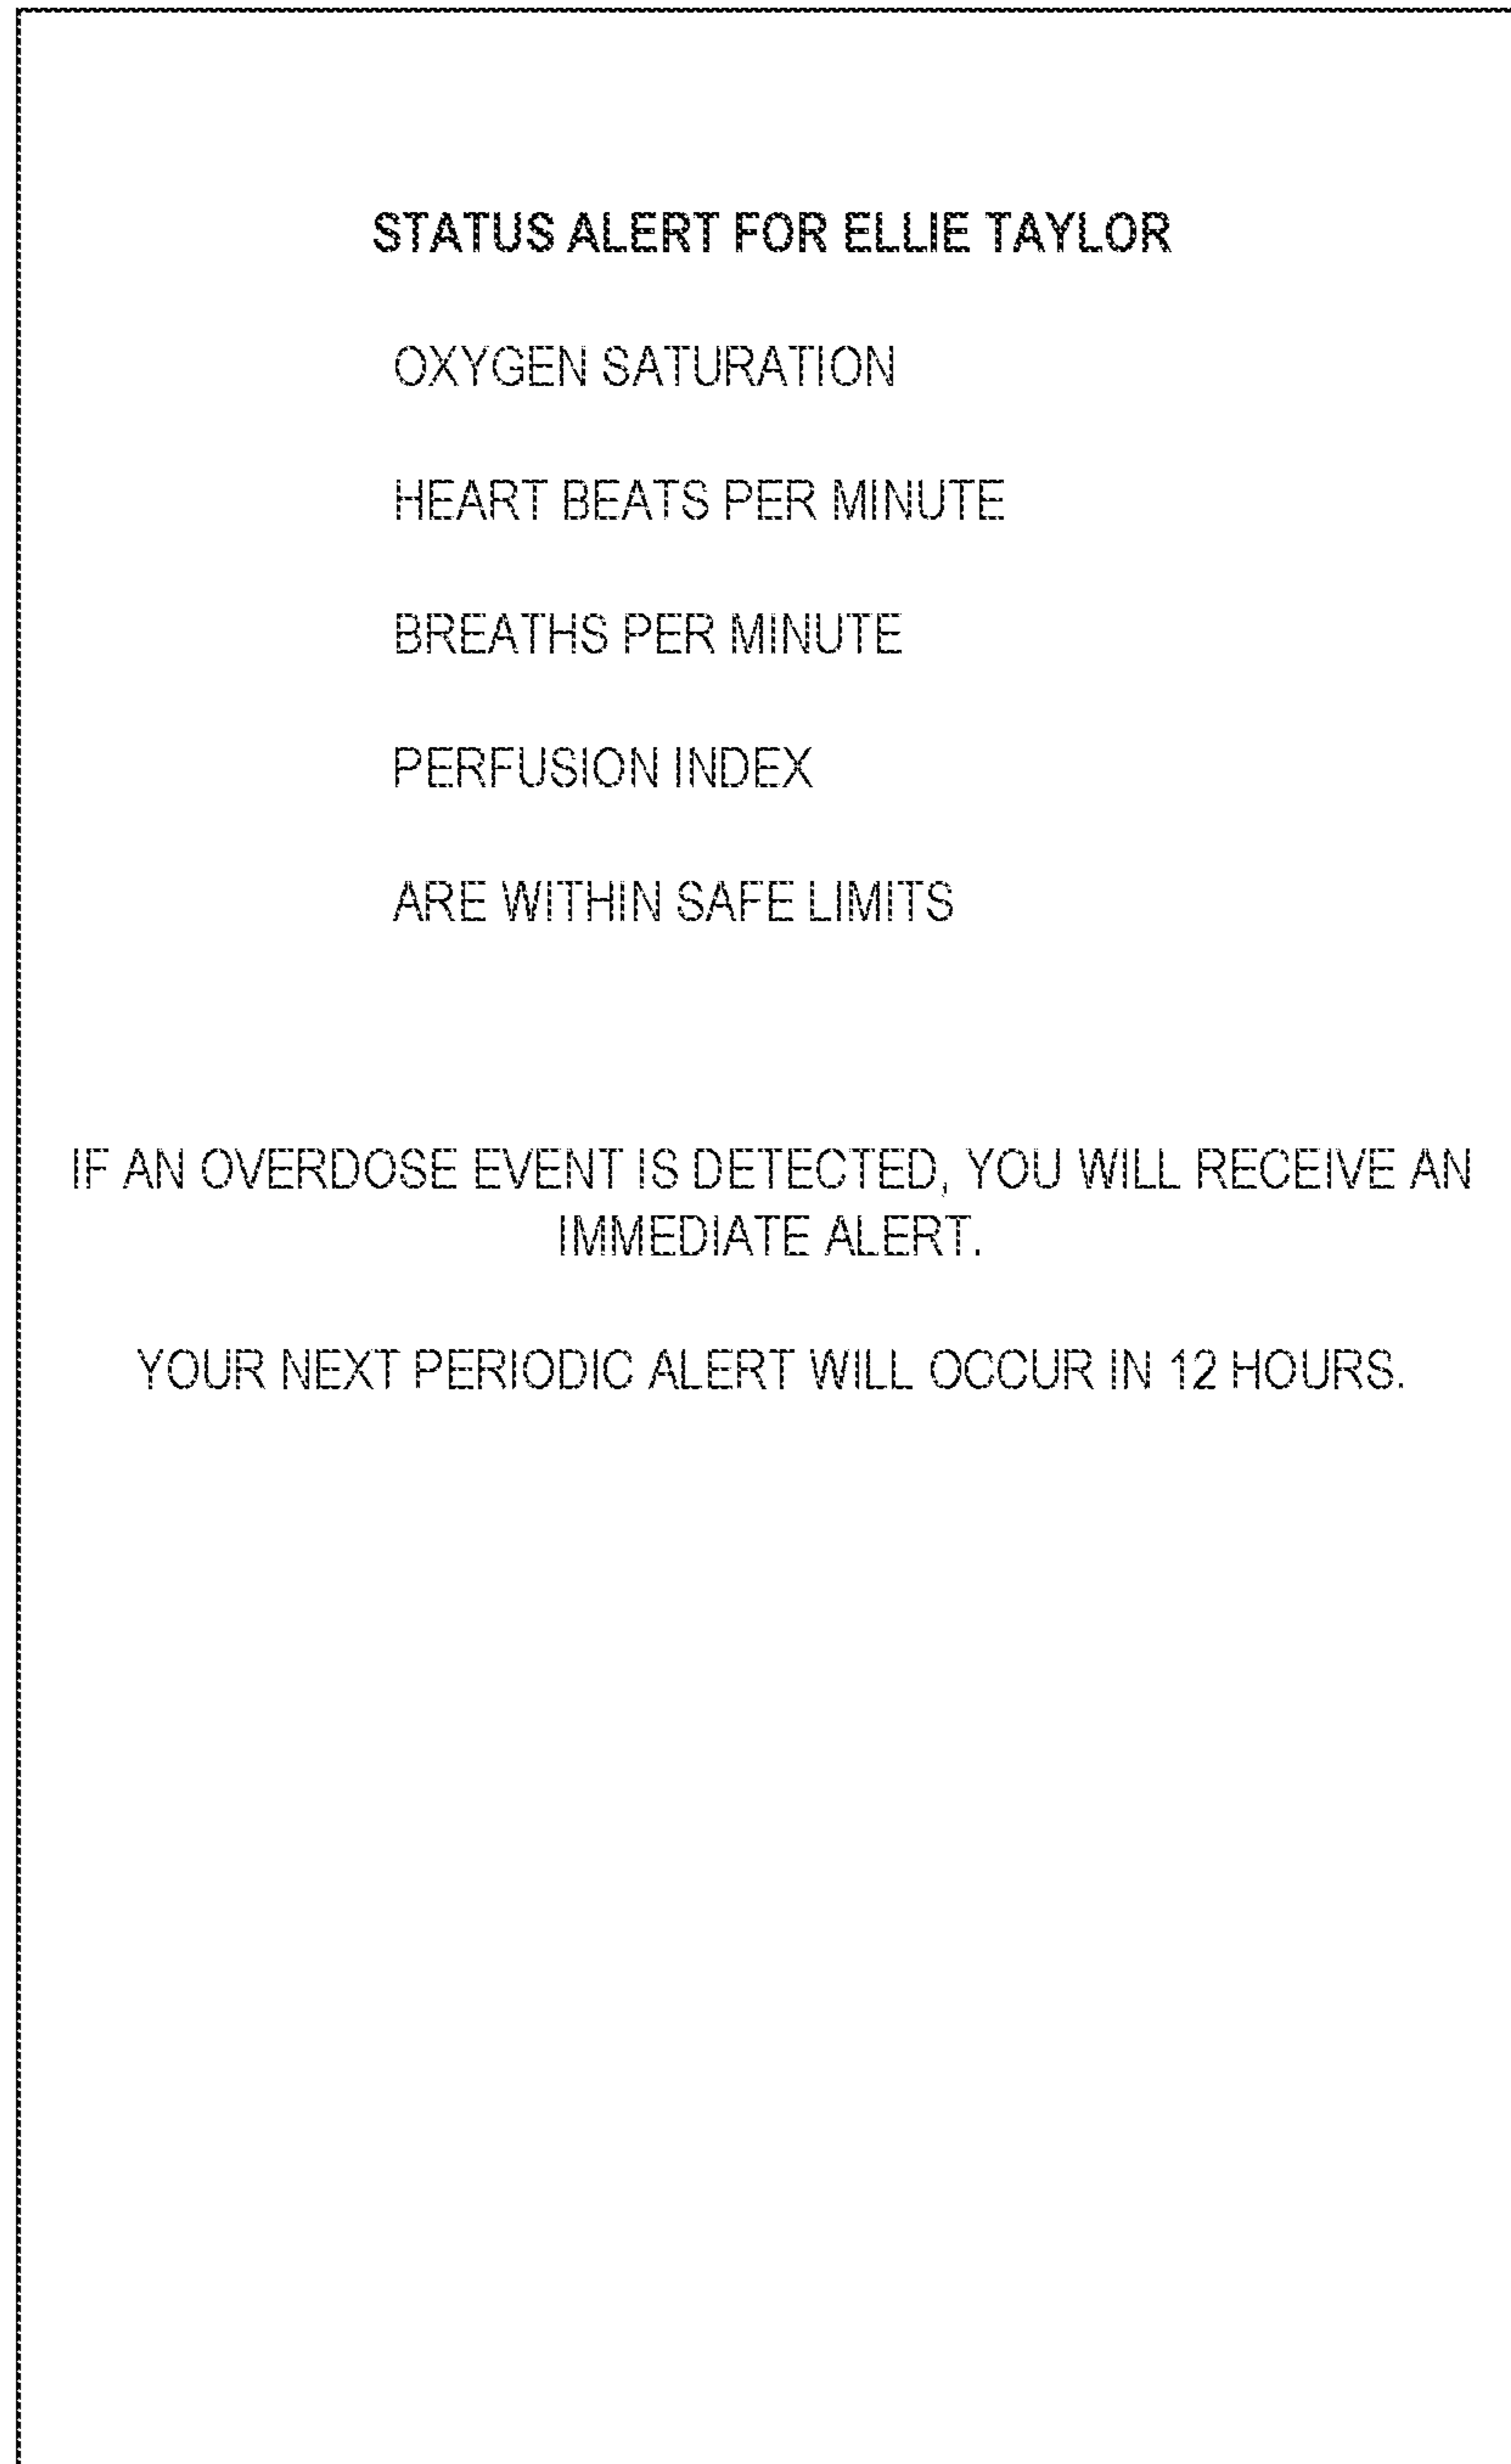 STATUS ALERT FOR ELLIE TAYLOR
OXYGEN SATURATION
HEART BEATS PER MINUTE
BREATHS PER MINUTE
PERFUSION INDEX
ARE WITHIN SAFE LIMITS
IF AN OVERDOSE EVENT IS DETECTED, YOU WILL RECEIVE AN
IMMEDIATE ALERT.
YOUR NEXT PERIODIC ALERT WILL OCCUR IN 12 HOURS.